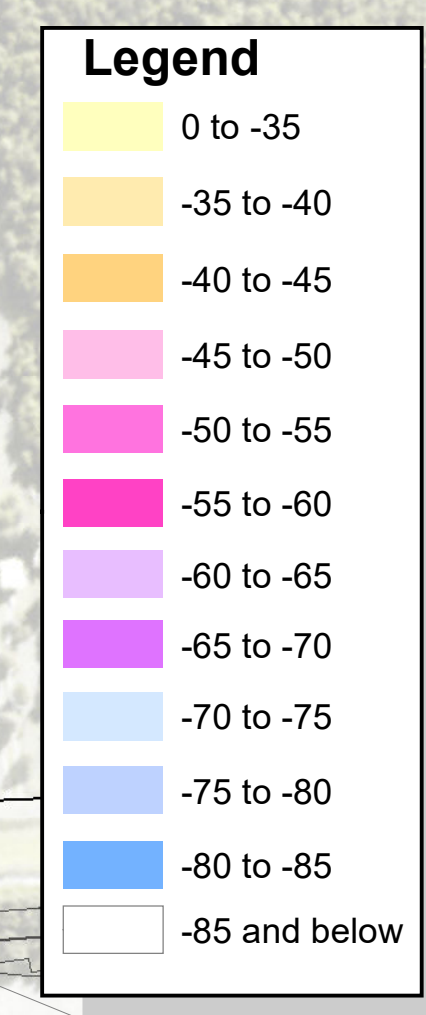 Legend
0 to -35
-35 to -40
-40 to -45
-45 to -50
-50 to -55
-55 to -60
-60 to -65
-65 to -70
-70 to -75
-75 to -80
-80 to -85
-85 and below